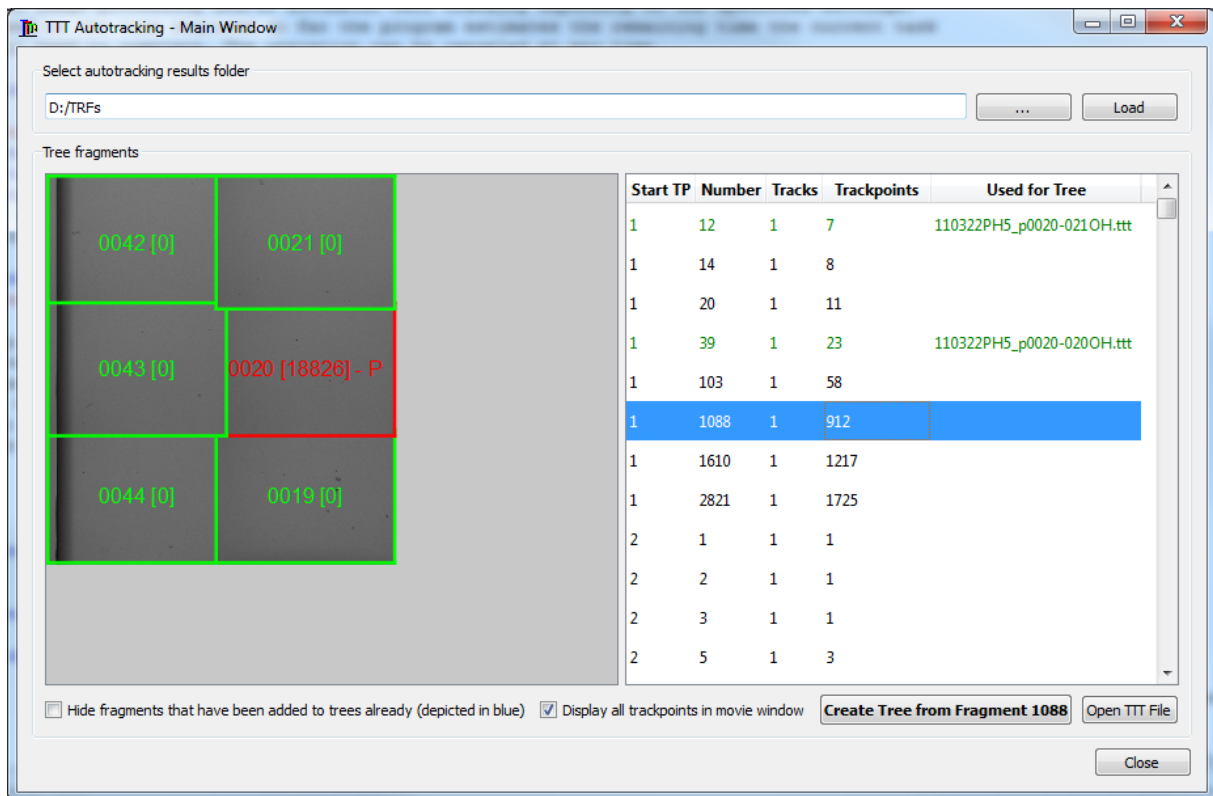 TTT Autotracking - Main Window
Select autotracking results folder
D:/TRFs
...
Load
Tree fragments
0042 [0]
0021 [0]
0043 [0]
0020 [18826] - P
0044 [0]
0019 [0]
Start TP Number Tracks Trackpoints Used for Tree
1 12 1 7 110322PH5_p0020-021OH.ttt
1 14 1 8
1 20 1 11
1 39 1 23 110322PH5_p0020-020OH.ttt
1 103 1 58
1 1088 1 912
1 1610 1 1217
1 2821 1 1725
2 1 1 1
2 2 1 1
2 3 1 1
2 5 1 3
Hide fragments that have been added to trees already (depicted in blue)
Display all trackpoints in movie window
Create Tree from Fragment 1088
Open TTT File
Close